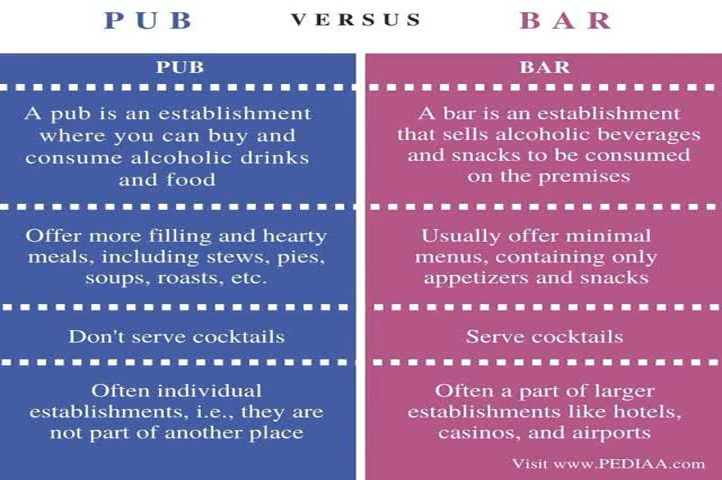 PUB VERSUS BAR
PUB
A pub is an establishment
where you can buy and
consume alcoholic drinks
and food
Offer more filling and hearty
meals, including stews, pies,
soups, roasts, etc.
Don't serve cocktails
Often individual
establishments, i.e., they are
not part of another place
BAR
A bar is an establishment
that sells alcoholic beverages
and snacks to be consumed
on the premises
Usually offer minimal
menus, containing only
appetizers and snacks
Serve cocktails
Often a part of larger
establishments like hotels,
casinos, and airports
Visit www.PEDIAA.com